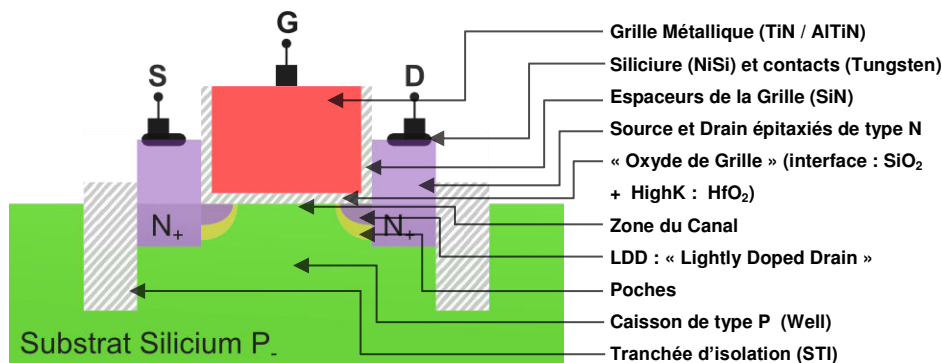 G
S
D
N+
N+
Substrat Silicium P-
Grille Métallique (TiN / AlTiN)
Siliciure (NiSi) et contacts (Tungsten)
Espaceurs de la Grille (SiN)
Source et Drain épitaxiés de type N
« Oxyde de Grille » (interface : SiO2
+ HighK : HfO2)
Zone du Canal
LDD : « Lightly Doped Drain »
Poches
Caisson de type P (Well)
Tranchée d’isolation (STI)